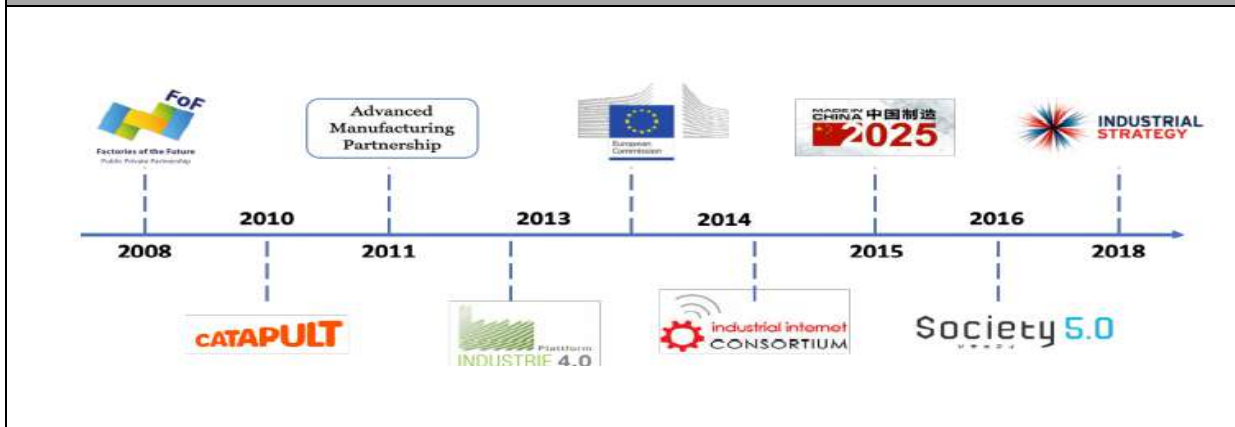 FoF
Factories of the Future
Public Private Partnership
Advanced
Manufacturing
Partnership
European
Commission
MADE IN
CHINA 中国制造
2025
INDUSTRIAL
STRATEGY
2010
2013
2014
2016
2008
2011
2015
2018
CATAPULT
Plattform
INDUSTRIE 4.0
industrial internet
CONSORTIUM
Society 5.0